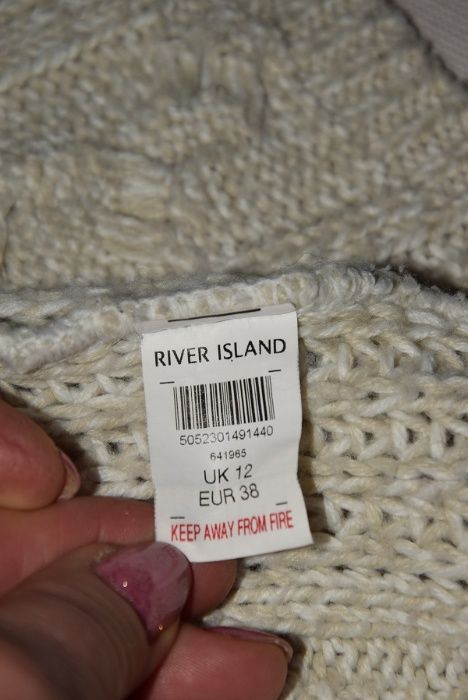 RIVER ISLAND
5052301491440
641965
UK 12
EUR 38
KEEP AWAY FROM FIRE